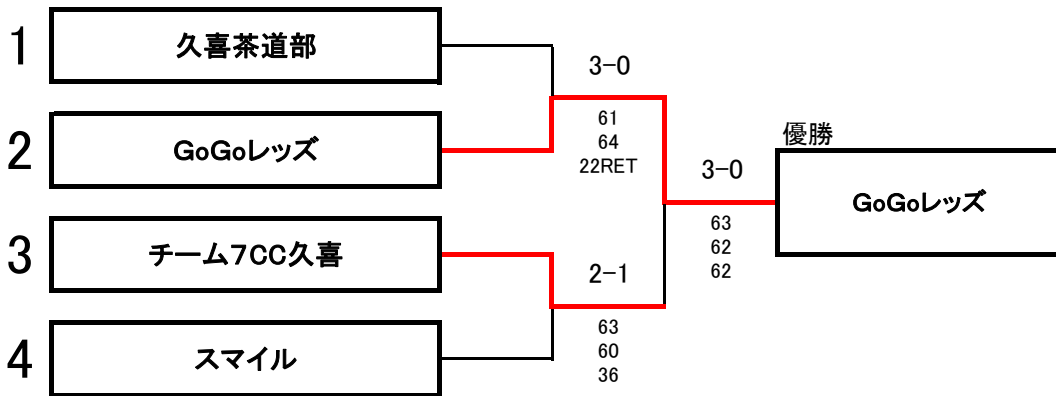 1
久喜茶道部
2
GoGoレッズ
3
チーム7CC久喜
4
スマイル
3-0
61
64
22RET
2-1
63
60
36
3-0
63
62
62
優勝
GoGoレッズ